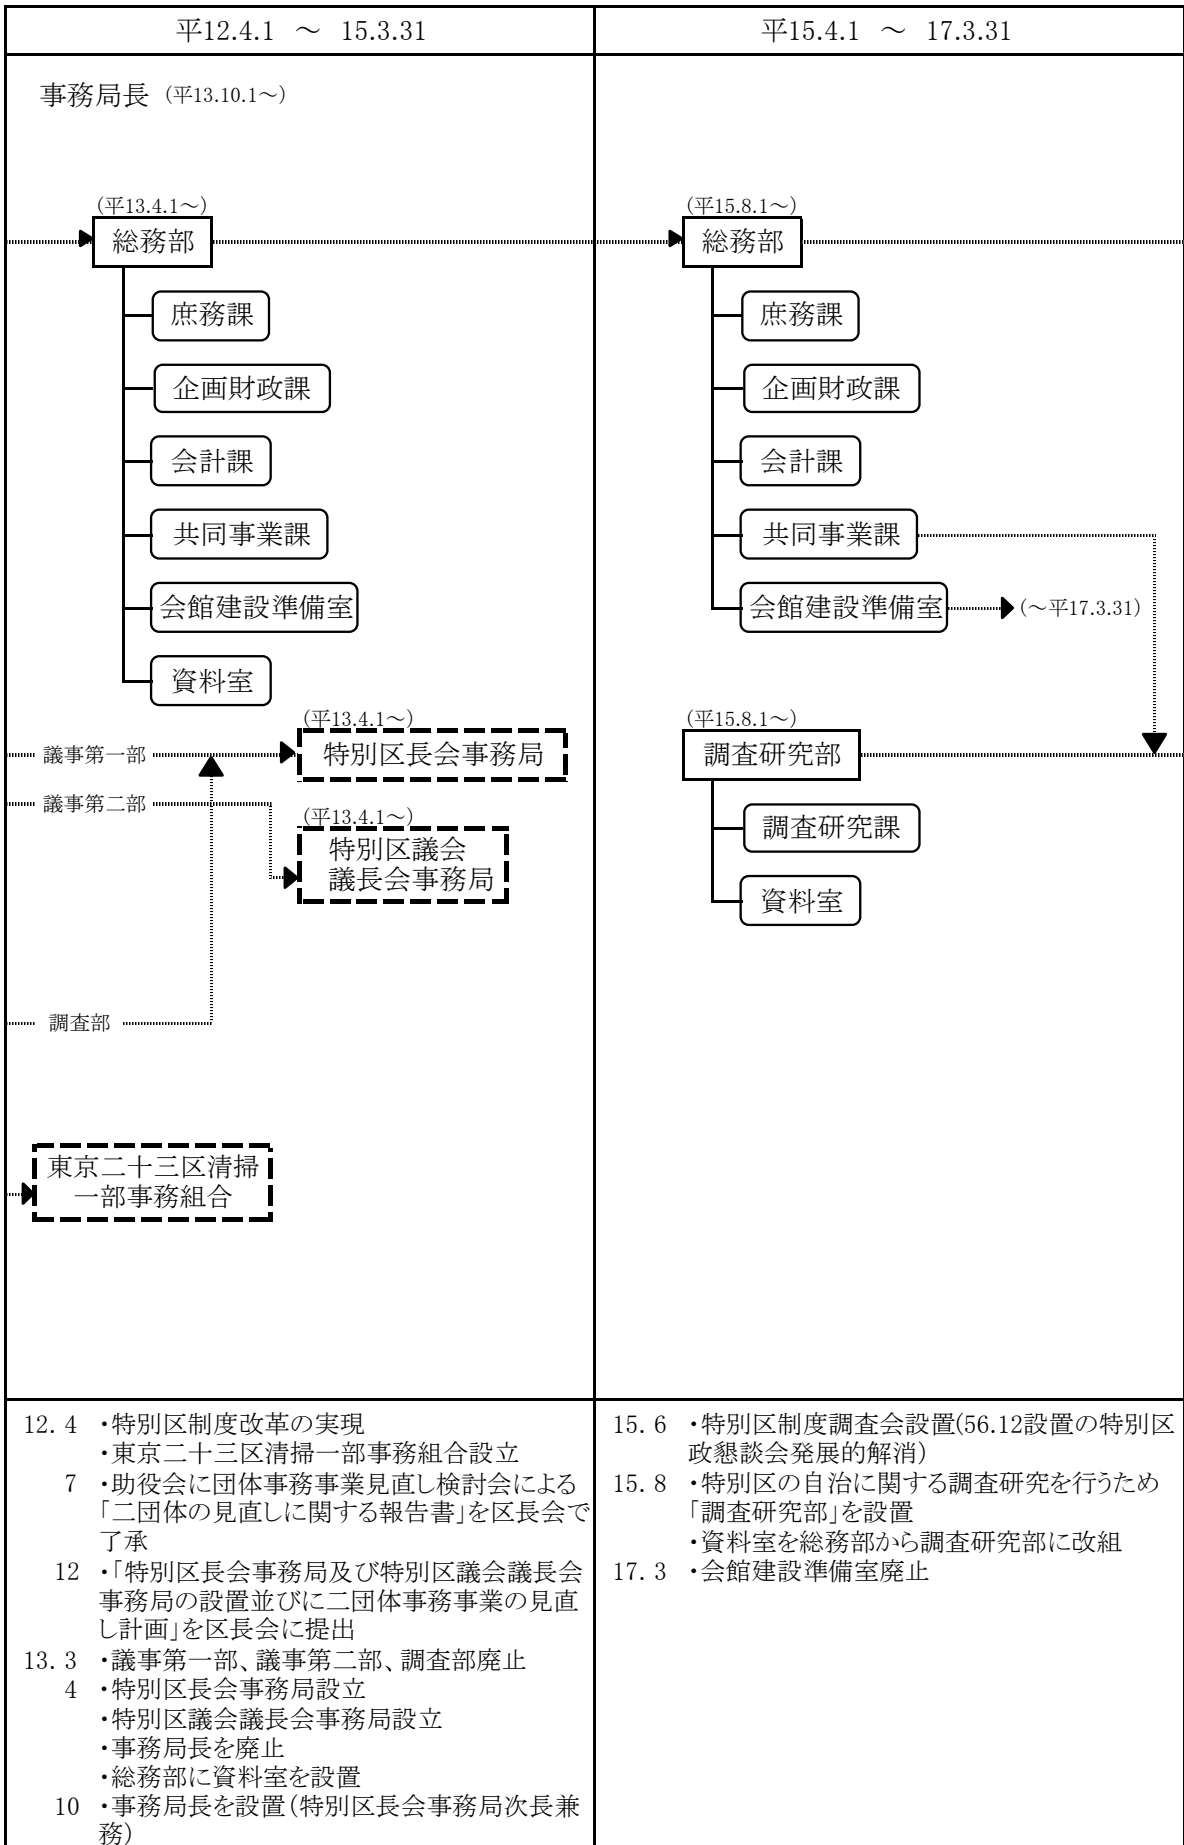 平12.4.1 ～ 15.3.31
事務局長 (平13.10.1～)
(平13.4.1～)
総務部
庶務課
企画財政課
会計課
共同事業課
会館建設準備室
資料室
(平13.4.1～)
議事第一部
特別区長会事務局
議事第二部
(平13.4.1～)
特別区議会
議長会事務局
調査部
東京二十三区清掃
一部事務組合
12. 4 ・特別区制度改革の実現
・東京二十三区清掃一部事務組合設立
7 ・助役会に団体事務事業見直し検討会による
「二団体の見直しに関する報告書」を区長会で
了承
12 ・「特別区長会事務局及び特別区議会議長会
事務局の設置並びに二団体事務事業の見直
し計画」を区長会に提出
13. 3 ・議事第一部、議事第二部、調査部廃止
4 ・特別区長会事務局設立
・特別区議会議長会事務局設立
・事務局長を廃止
・総務部に資料室を設置
10 ・事務局長を設置(特別区長会事務局次長兼
務)
平15.4.1 ～ 17.3.31
(平15.8.1～)
総務部
庶務課
企画財政課
会計課
共同事業課
会館建設準備室 (～平17.3.31)
(平15.8.1～)
調査研究部
調査研究課
資料室
15. 6 ・特別区制度調査会設置(56.12設置の特別区
政懇談会発展的解消)
15. 8 ・特別区の自治に関する調査研究を行うため
「調査研究部」を設置
・資料室を総務部から調査研究部に改組
17. 3 ・会館建設準備室廃止